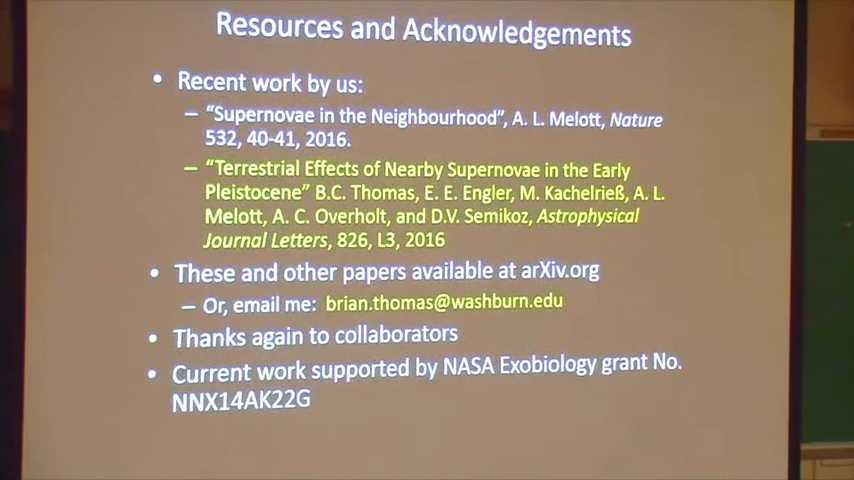 Resources and Acknowledgements
• Recent work by us:
– “Supernovae in the Neighbourhood”, A. L. Melott, Nature
532, 40-41, 2016.
– “Terrestrial Effects of Nearby Supernovae in the Early
Pleistocene” B.C. Thomas, E. E. Engler, M. Kachelrieß, A. L.
Melott, A. C. Overholt, and D.V. Semikoz, Astrophysical
Journal Letters, 826, L3, 2016
• These and other papers available at arXiv.org
– Or, email me: brian.thomas@washburn.edu
• Thanks again to collaborators
• Current work supported by NASA Exobiology grant No.
NNX14AK22G